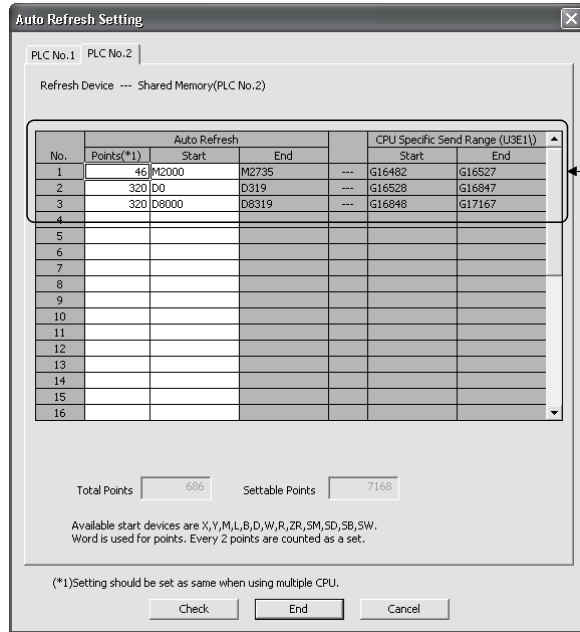 Auto Refresh Setting
PLC No.1 PLC No.2
Refresh Device --- Shared Memory(PLC No.2)
Auto Refresh CPU Specific Send Range (U3E1\)
No. Points(*1) Start End Start End
1 46 M2000 M2735 --- G16482 G16527
2 320 D0 D319 --- G16528 G16847
3 320 D8000 D8319 --- G16848 G17167
4
5
6
7
8
9
10
11
12
13
14
15
16
Total Points 686 Settable Points 7168
Available start devices are X,Y,M,L,B,D,W,R,ZR,SM,SD,SB,SW.
Word is used for points. Every 2 points are counted as a set.
(*1)Setting should be set as same when using multiple CPU.
Check End Cancel